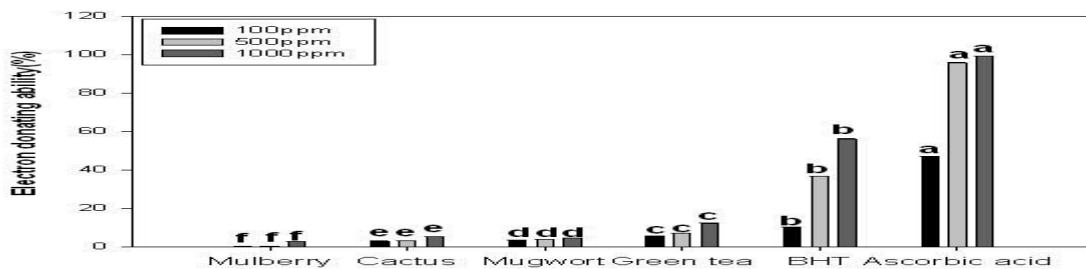 120
100
80
60
40
20
0
Electron donating ability(%)
100ppm
500ppm
1000ppm
f f f
e e e
d d d
c c c
b b b
a a a
Mulberry Cactus Mugwort Green tea BHT Ascorbic acid